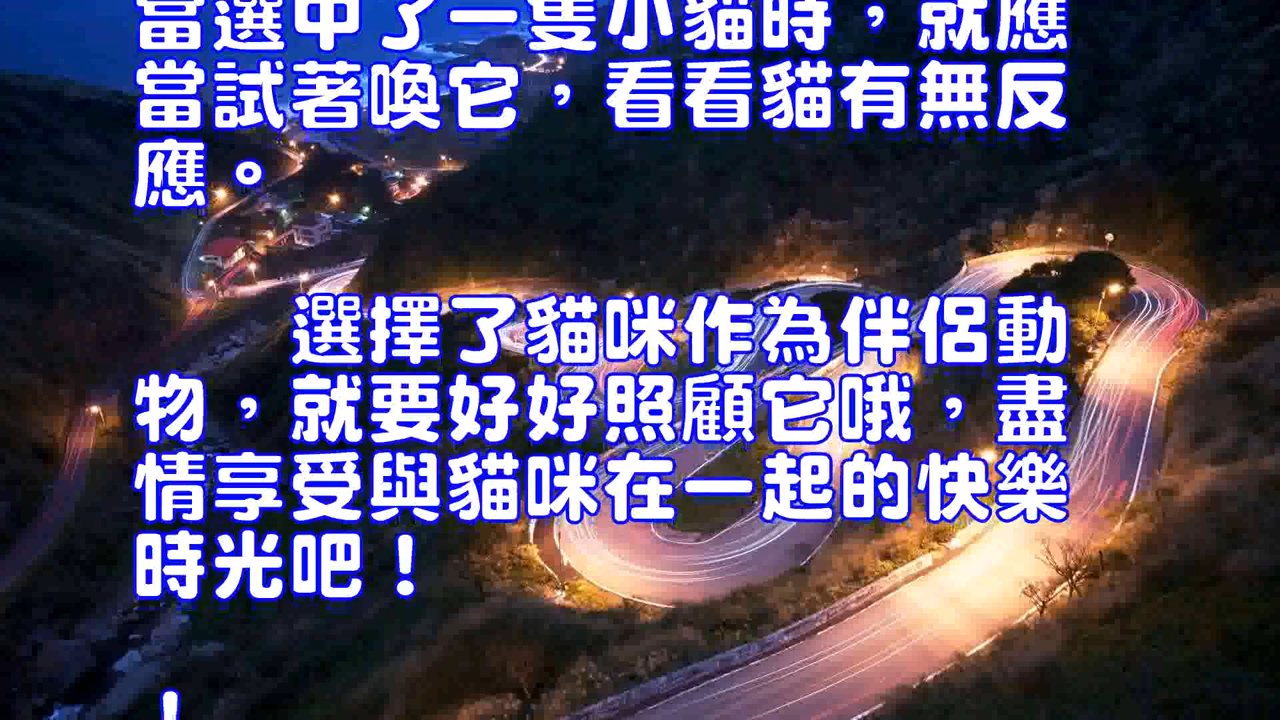 當選中了一隻小貓時，就應
當試著喚它，看看貓有無反
應。
選擇了貓咪作為伴侶動
物，就要好好照顧它哦，盡
情享受與貓咪在一起的快樂
時光吧！
！